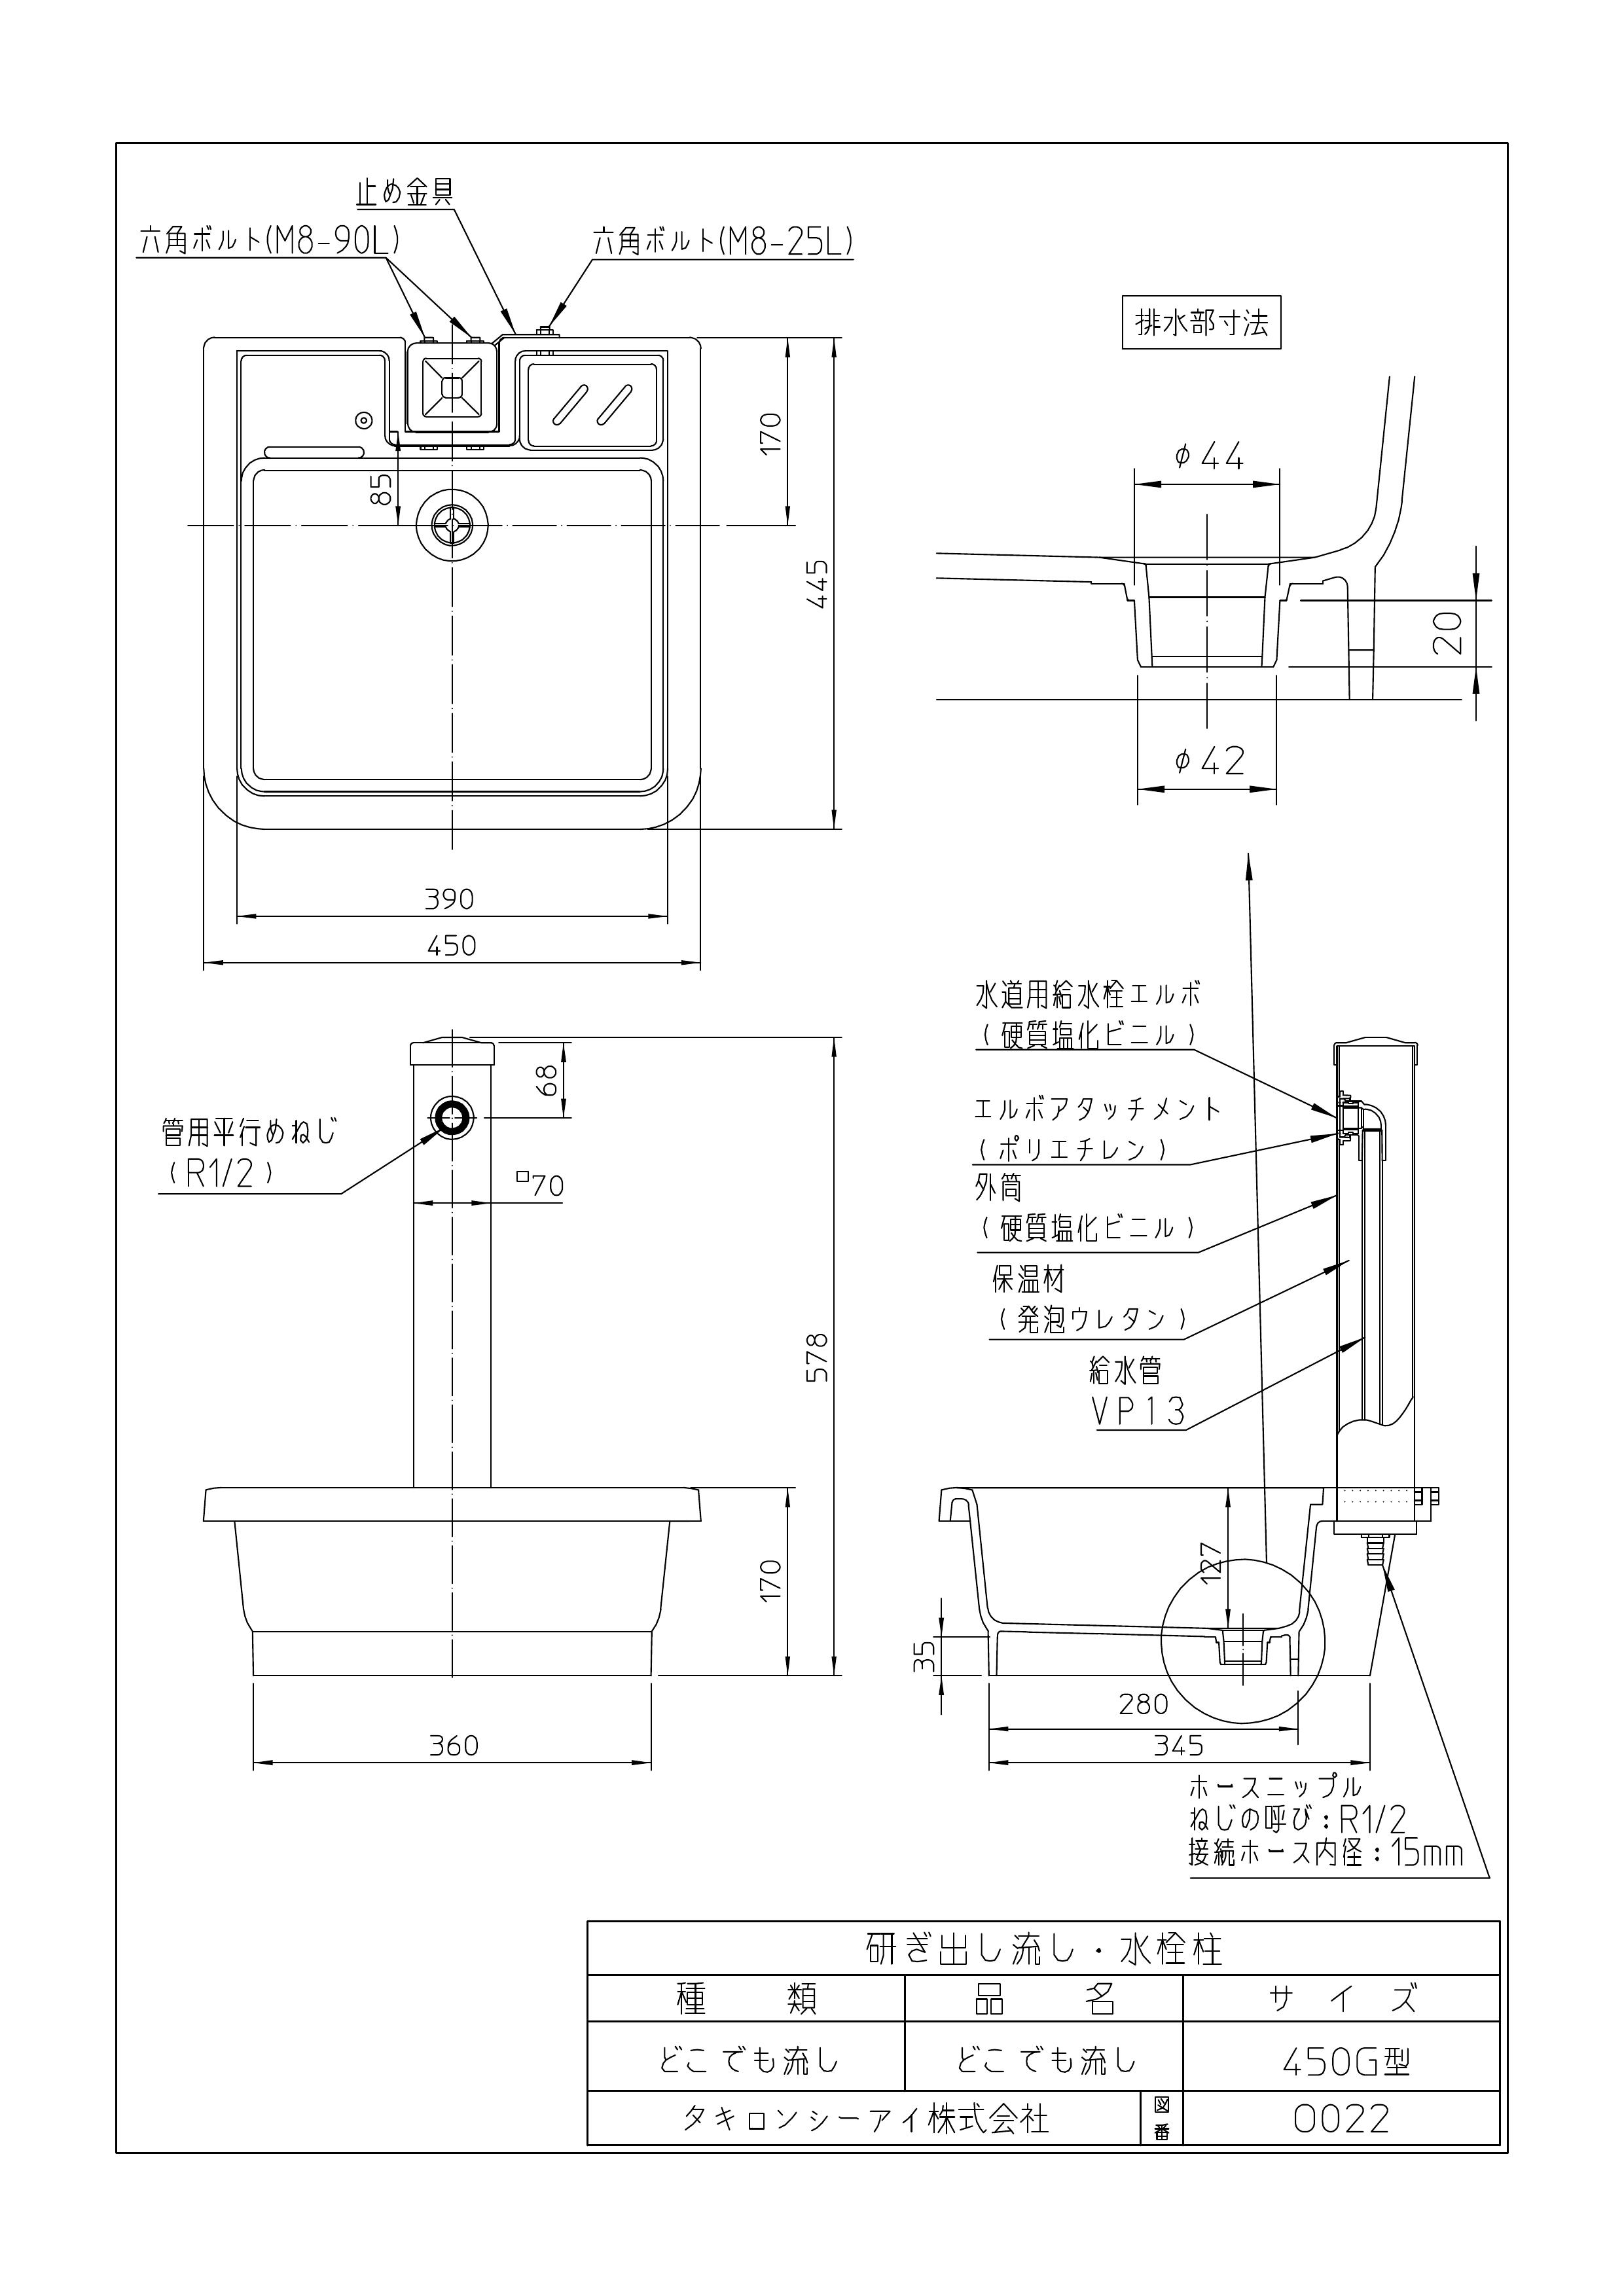 止め金具
六角ボルト(M8-90L)
六角ボルト(M8-25L)
排水部寸法
170
85
445
390
450
φ44
20
φ42
水道用給水栓エルボ
(硬質塩化ビニル)
エルボアタッチメント
(ポリエチレン)
外筒
(硬質塩化ビニル)
保温材
(発泡ウレタン)
給水管
VP13
68
管用平行めねじ
(R1/2)
□70
578
170
360
127
35
280
345
ホースニップル
ねじの呼び:R1/2
接続ホース内径:15mm
研ぎ出し流し・水栓柱
種 類 品 名 サ イ ズ
どこでも流し どこでも流し 450G型
タキロンシーアイ株式会社 図番 0022